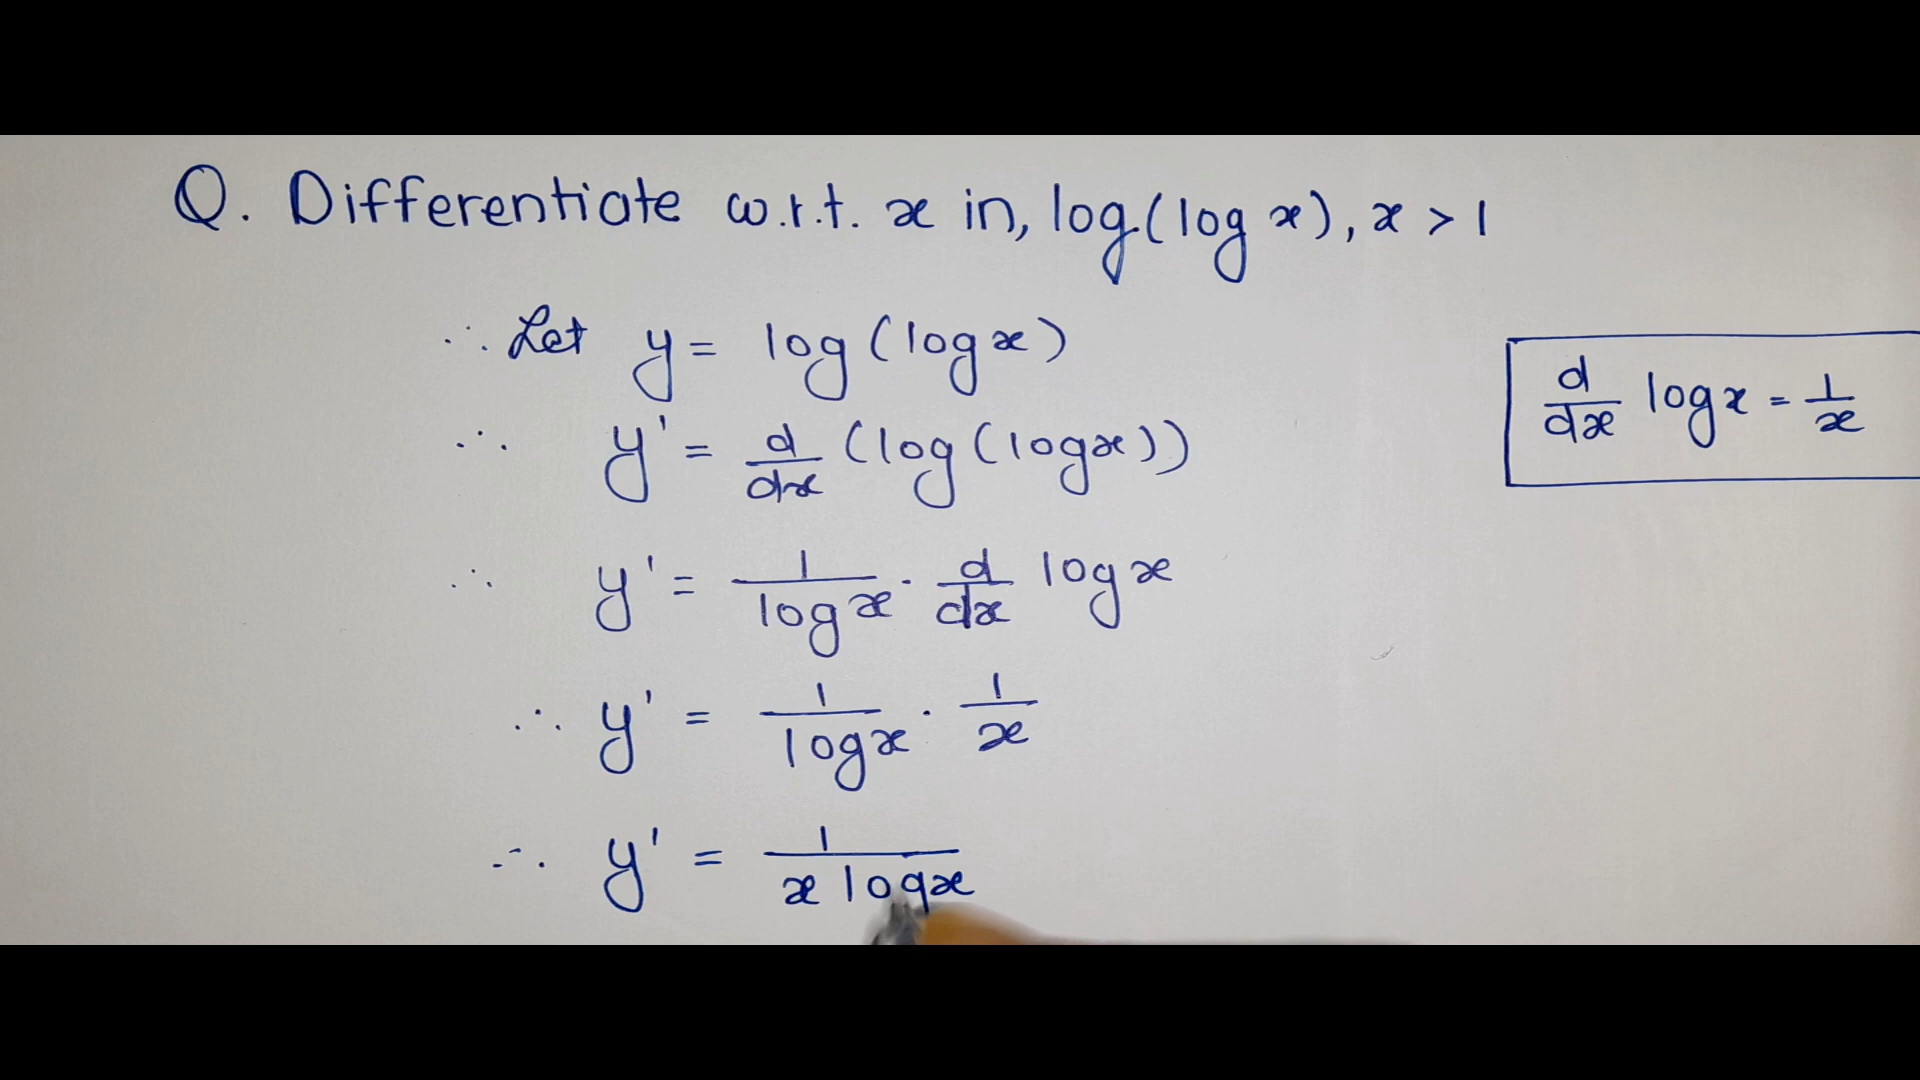 Q. Differentiate w.r.t. x in, log(log x), x > 1
∴ Let y = log (log x)
d/dx log x = 1/x
∴ y' = d/dx (log (log x))
∴ y' = 1/log x · d/dx log x
∴ y' = 1/log x · 1/x
∴ y' = 1/x log x